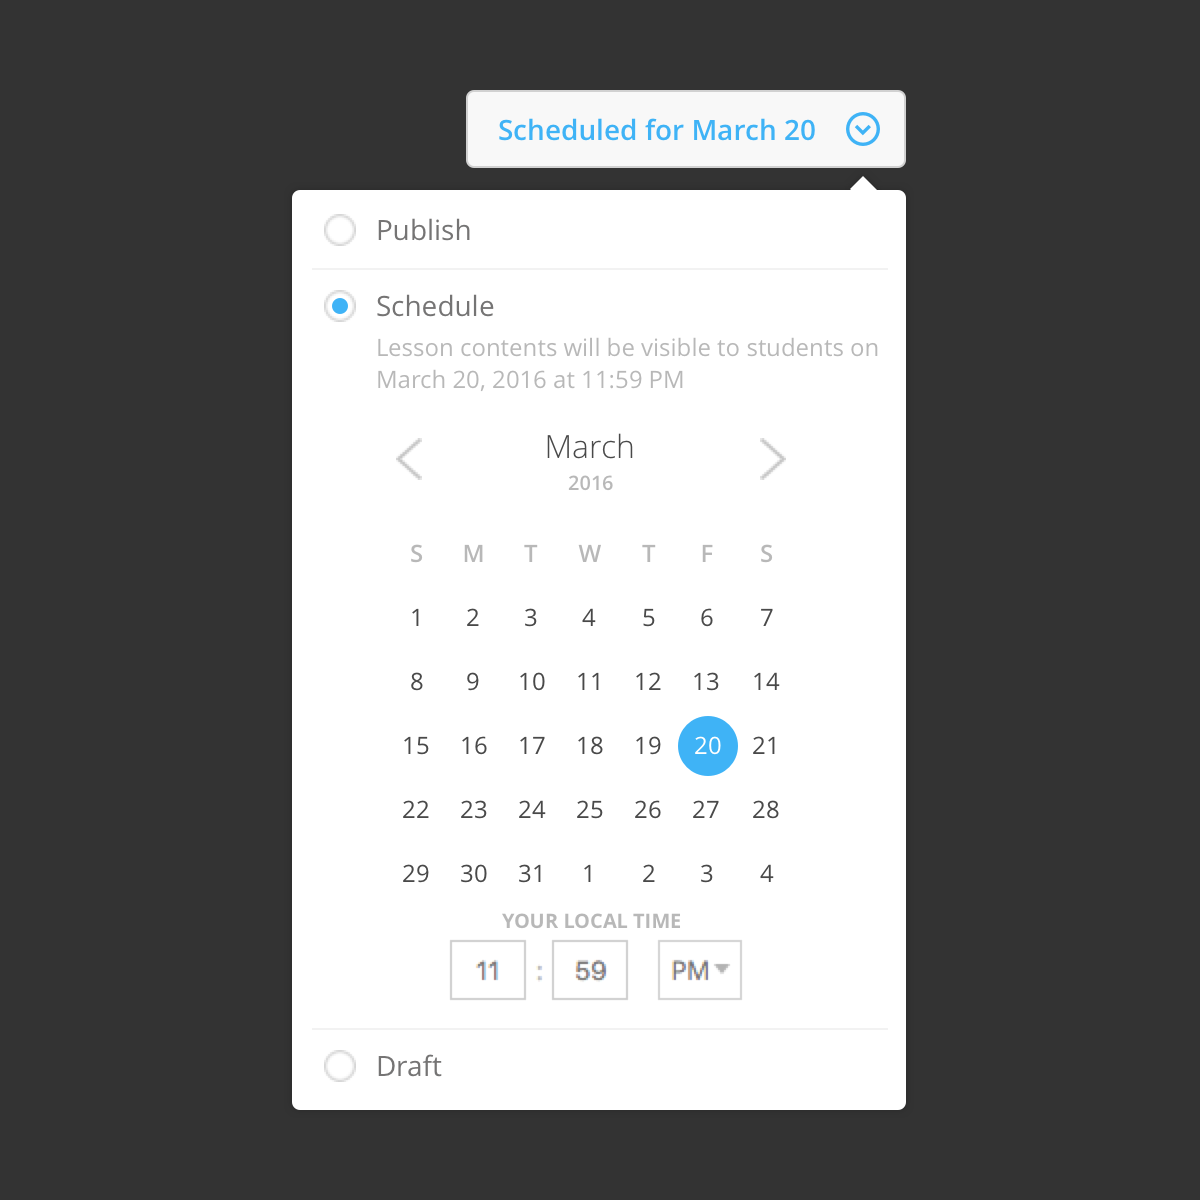 Scheduled for March 20
Publish
Schedule
Lesson contents will be visible to students on
March 20, 2016 at 11:59 PM
March
2016
S M T W T F S
1 2 3 4 5 6 7
8 9 10 11 12 13 14
15 16 17 18 19 20 21
22 23 24 25 26 27 28
29 30 31 1 2 3 4
YOUR LOCAL TIME
11 : 59 PM
Draft